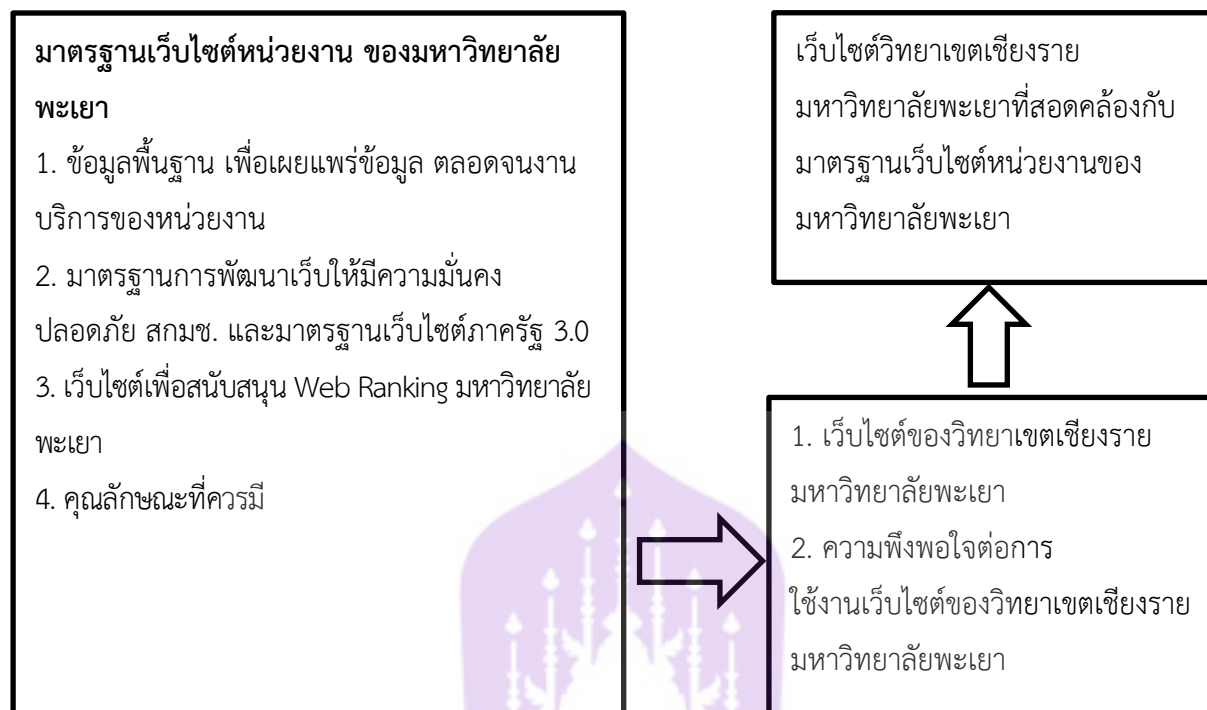 มาตรฐานเว็บไซต์หน่วยงาน ของมหาวิทยาลัย
พะเยา
1. ข้อมูลพื้นฐาน เพื่อเผยแพร่ข้อมูล ตลอดจนงาน
บริการของหน่วยงาน
2. มาตรฐานการพัฒนาเว็บให้มีความมั่นคง
ปลอดภัย สกมช. และมาตรฐานเว็บไซต์ภาครัฐ 3.0
3. เว็บไซต์เพื่อสนับสนุน Web Ranking มหาวิทยาลัย
พะเยา
4. คุณลักษณะที่ควรมี
เว็บไซต์วิทยาเขตเชียงราย
มหาวิทยาลัยพะเยาที่สอดคล้องกับ
มาตรฐานเว็บไซต์หน่วยงานของ
มหาวิทยาลัยพะเยา
1. เว็บไซต์ของวิทยาเขตเชียงราย
มหาวิทยาลัยพะเยา
2. ความพึงพอใจต่อการ
ใช้งานเว็บไซต์ของวิทยาเขตเชียงราย
มหาวิทยาลัยพะเยา